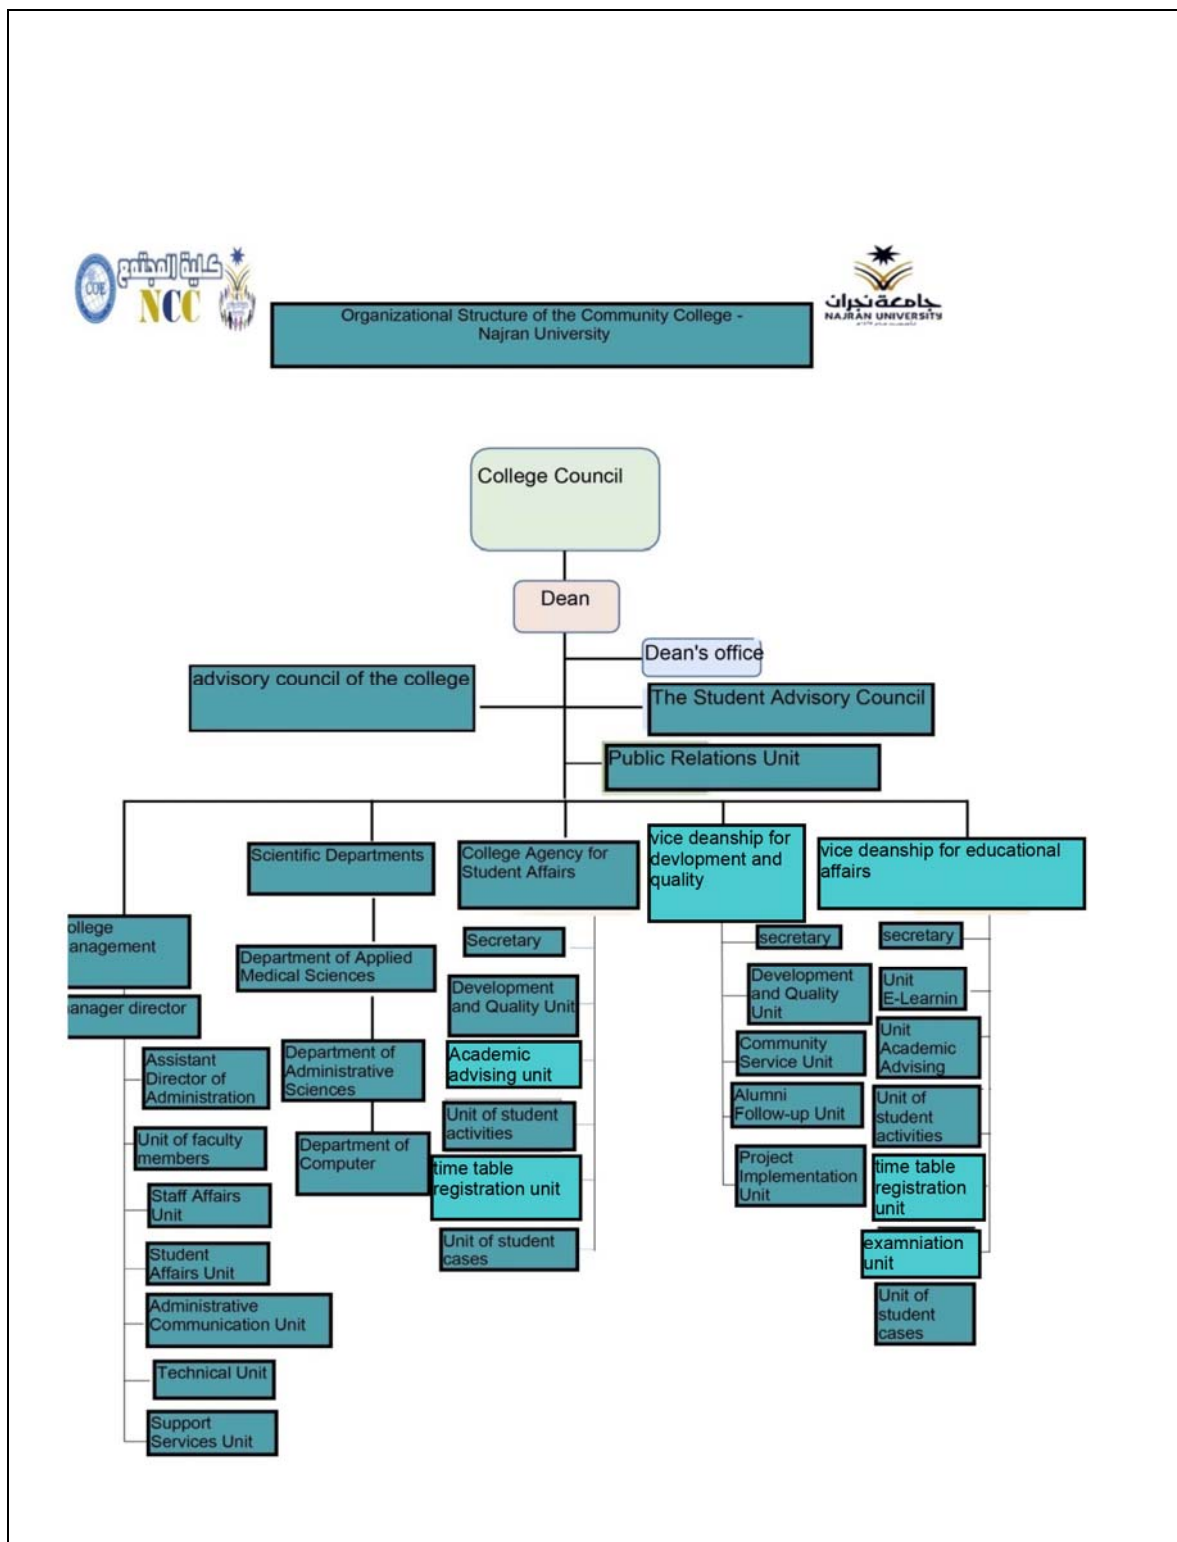 كلية المجتمع
COE
NCC
جامعة نجران
NAJRAN UNIVERSITY
Organizational Structure of the Community College -
Najran University
College Council
Dean
Dean's office
advisory council of the college
The Student Advisory Council
Public Relations Unit
ollege
anagement
anager director
Assistant
Director of
Administration
Unit of faculty
members
Staff Affairs
Unit
Student
Affairs Unit
Administrative
Communication Unit
Technical Unit
Support
Services Unit
Scientific Departments
Department of Applied
Medical Sciences
Department of
Administrative
Sciences
Department of
Computer
College Agency for
Student Affairs
Secretary
Development
and Quality Unit
Academic
advising unit
Unit of student
activities
time table
registration unit
Unit of student
cases
vice deanship for
devlopment and
quality
secretary
Development
and Quality
Unit
Community
Service Unit
Alumni
Follow-up Unit
Project
Implementation
Unit
vice deanship for educational
affairs
secretary
Unit
E-Learnin
Unit
Academic
Advising
Unit of
student
activities
time table
registration
unit
examniation
unit
Unit of
student
cases